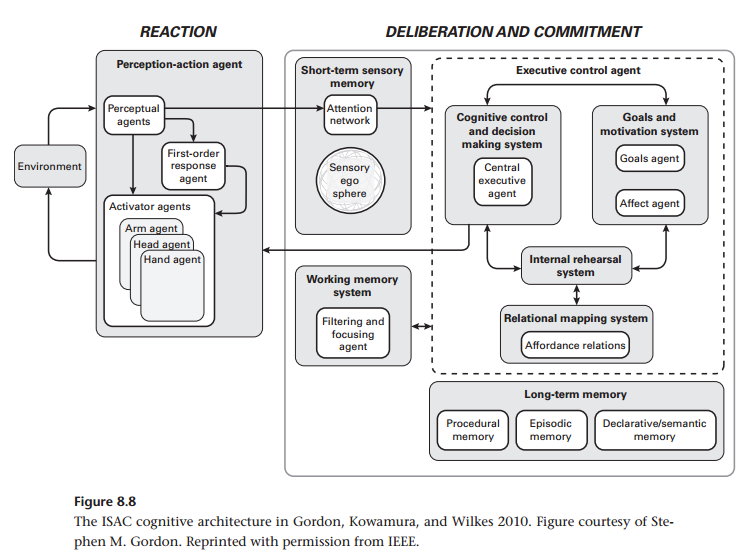 REACTION
DELIBERATION AND COMMITMENT
Perception-action agent
Perceptual
agents
First-order
response
agent
Activator agents
Arm agent
Head agent
Hand agent
Environment
Short-term sensory
memory
Attention
network
Sensory
ego
sphere
Working memory
system
Filtering and
focusing
agent
Executive control agent
Cognitive control
and decision
making system
Central
executive
agent
Goals and
motivation system
Goals agent
Affect agent
Internal rehearsal
system
Relational mapping system
Affordance relations
Long-term memory
Procedural
memory
Episodic
memory
Declarative/semantic
memory
Figure 8.8
The ISAC cognitive architecture in Gordon, Kowamura, and Wilkes 2010. Figure courtesy of Ste-
phen M. Gordon. Reprinted with permission from IEEE.